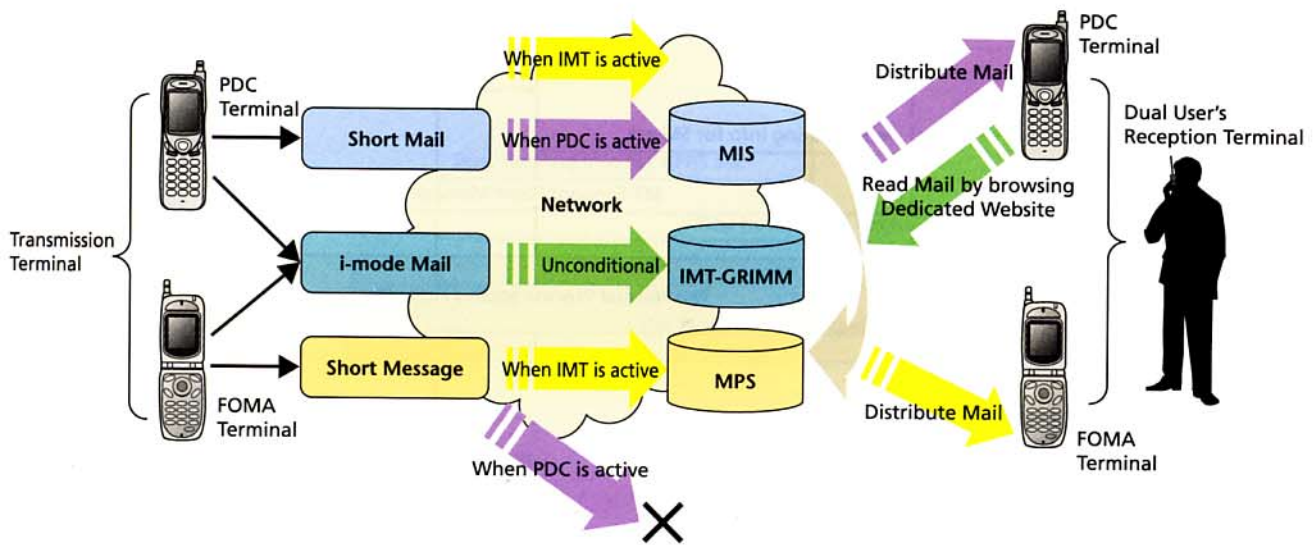 When IMT is active
PDC
Terminal
Short Mail
When PDC is active
MIS
Distribute Mail
PDC
Terminal
Dual User's
Reception Terminal
Read Mail by browsing
Dedicated Website
Network
Transmission
Terminal
i-mode Mail
Unconditional
IMT-GRIMM
Short Message
When IMT is active
MPS
FOMA
Terminal
Distribute Mail
FOMA
Terminal
When PDC is active